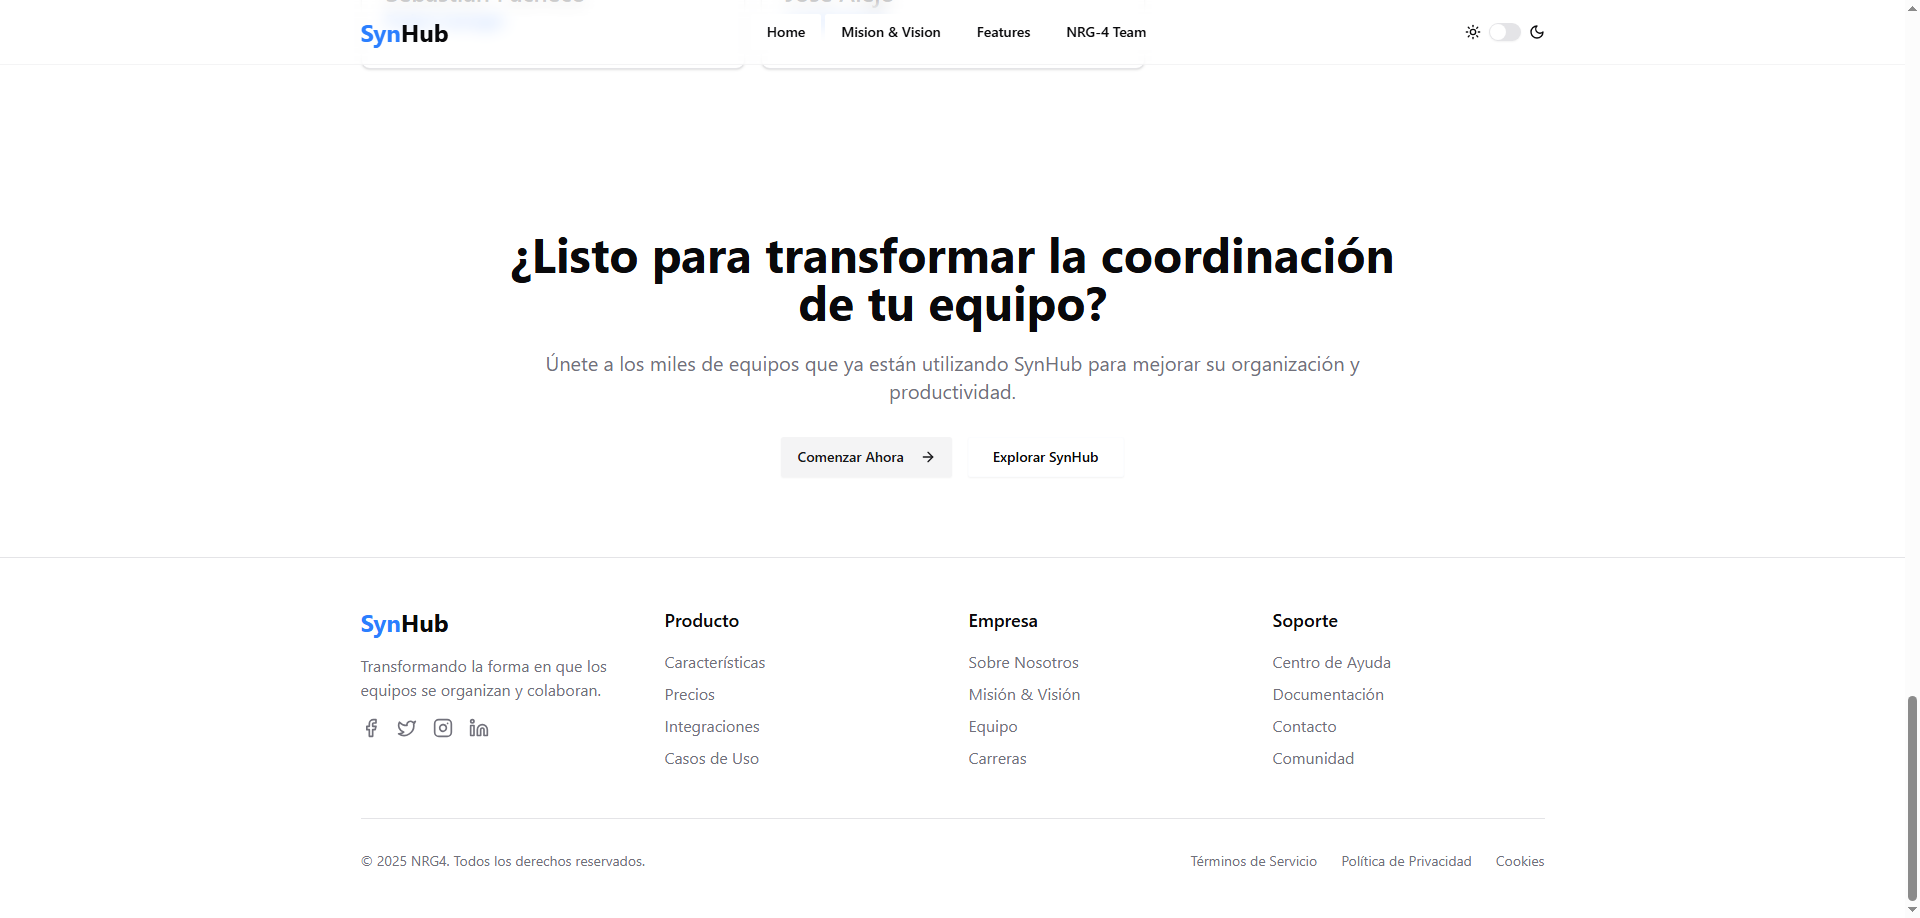 SynHub
Home
Mision & Vision
Features
NRG-4 Team
¿Listo para transformar la coordinación
de tu equipo?
Únete a los miles de equipos que ya están utilizando SynHub para mejorar su organización y
productividad.
Comenzar Ahora
Explorar SynHub
SynHub
Transformando la forma en que los
equipos se organizan y colaboran.
Producto
Características
Precios
Integraciones
Casos de Uso
Empresa
Sobre Nosotros
Misión & Visión
Equipo
Carreras
Soporte
Centro de Ayuda
Documentación
Contacto
Comunidad
© 2025 NRG4. Todos los derechos reservados.
Términos de Servicio
Política de Privacidad
Cookies